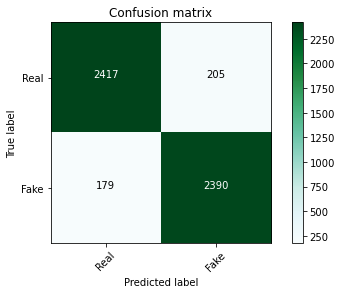 Confusion matrix
True label
Real
2417
205
Fake
179
2390
Real
Fake
Predicted label
2250
2000
1750
1500
1250
1000
750
500
250